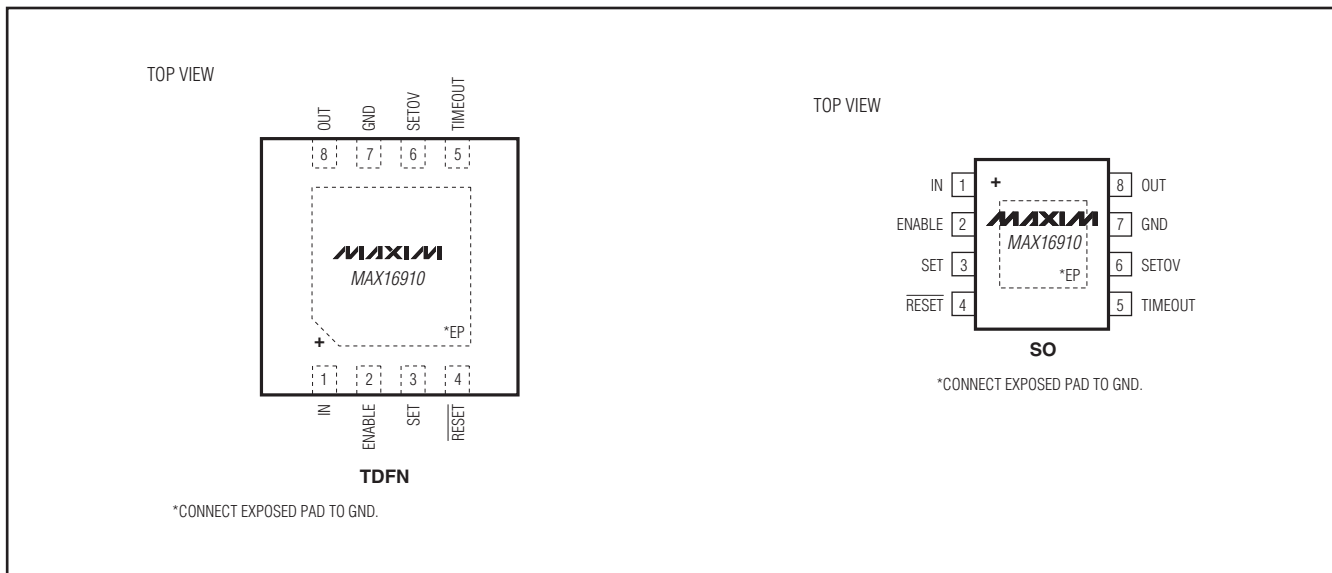 TOP VIEW
OUT
GND
SETOV
TIMEOUT
8 7 6 5
MAXIM
MAX16910
*EP
+
1 2 3 4
IN
ENABLE
SET
RESET
TDFN
*CONNECT EXPOSED PAD TO GND.
TOP VIEW
IN 1 + 8 OUT
ENABLE 2 MAXIM 7 GND
MAX16910
SET 3 *EP 6 SETOV
RESET 4 5 TIMEOUT
SO
*CONNECT EXPOSED PAD TO GND.